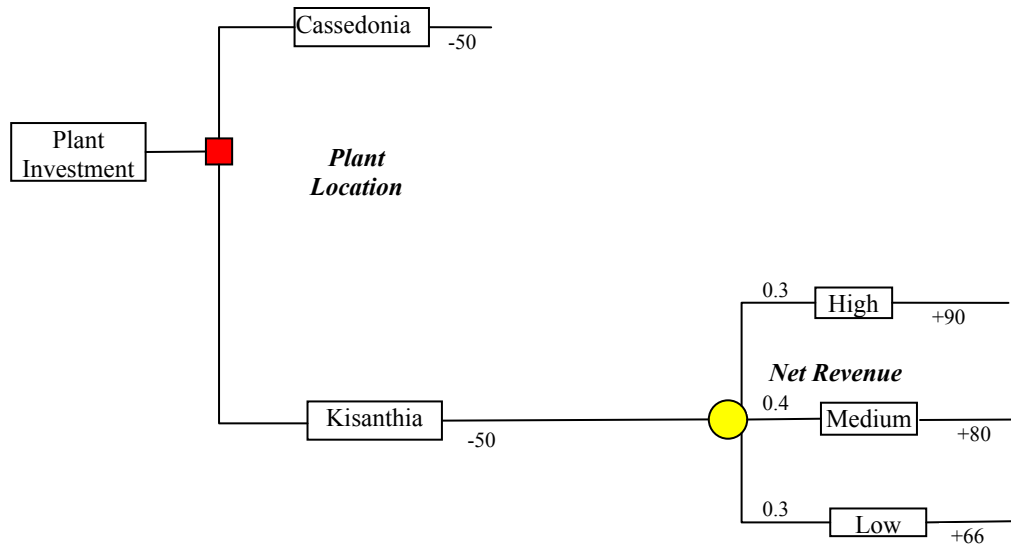 Cassedonia
-50
Plant
Investment
Plant
Location
0.3
High
+90
Net Revenue
0.4
Medium
+80
Kisanthia
-50
0.3
Low
+66